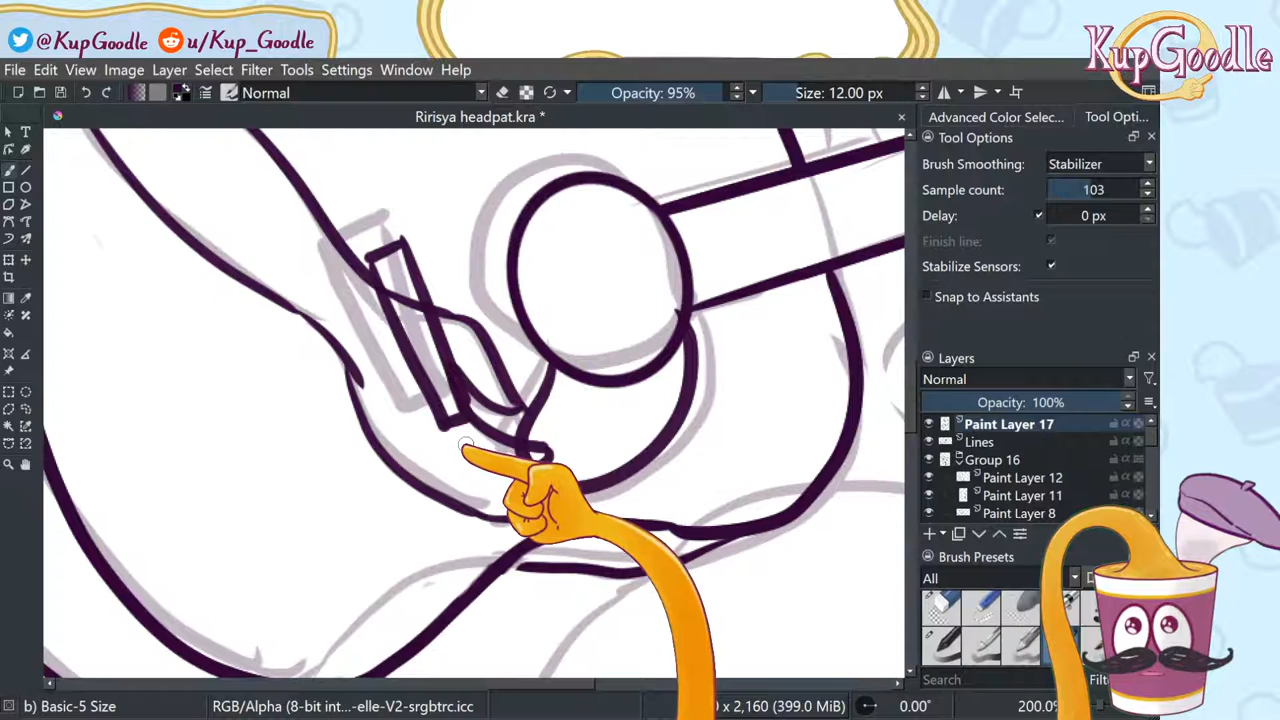 @KupGoodle u/Kup_Goodle
KupGoodle
File Edit View Image Layer Select Filter Tools Settings Window Help
Normal
Opacity: 95%
Size: 12.00 px
Ririsya headpat.kra *
Advanced Color Selec...
Tool Opti...
Tool Options
Brush Smoothing: Stabilizer
Sample count: 103
Delay: 0 px
Finish line:
Stabilize Sensors:
Snap to Assistants
Layers
Normal
Opacity: 100%
Paint Layer 17
Lines
Group 16
Paint Layer 12
Paint Layer 11
Paint Layer 8
Brush Presets
All
Search
b) Basic-5 Size
RGB/Alpha (8-bit int...-elle-V2-srgbtrc.icc
0 x 2,160 (399.0 MiB)
0.00°
200.0%